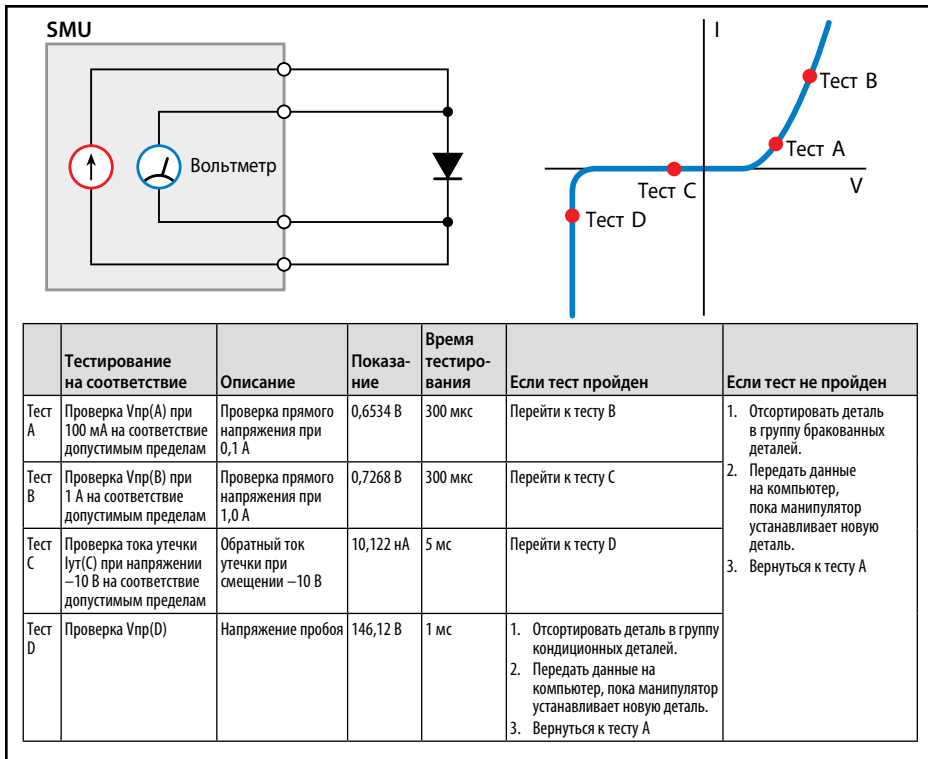 SMU
Вольтметр
I
Тест B
Тест A
V
Тест C
Тест D
Тестирование
на соответствие
Описание
Показа-
ние
Время
тестиро-
вания
Если тест пройден
Если тест не пройден
Тест
A
Проверка Vпр(A) при
100 мА на соответствие
допустимым пределам
Проверка прямого
напряжения при
0,1 А
0,6534 В
300 мкс
Перейти к тесту B
1. Отсортировать деталь
в группу бракованных
деталей.
2. Передать данные
на компьютер,
пока манипулятор
устанавливает новую
деталь.
3. Вернуться к тесту A
Тест
B
Проверка Vпр(B) при
1 А на соответствие
допустимым пределам
Проверка прямого
напряжения при
1,0 А
0,7268 В
300 мкс
Перейти к тесту C
Тест
C
Проверка тока утечки
Iут(C) при напряжении
–10 В на соответствие
допустимым пределам
Обратный ток
утечки при
смещении –10 В
10,122 нА
5 мс
Перейти к тесту D
Тест
D
Проверка Vпр(D)
Напряжение пробоя
146,12 В
1 мс
1. Отсортировать деталь в группу
кондиционных деталей.
2. Передать данные на
компьютер, пока манипулятор
устанавливает новую деталь.
3. Вернуться к тесту A